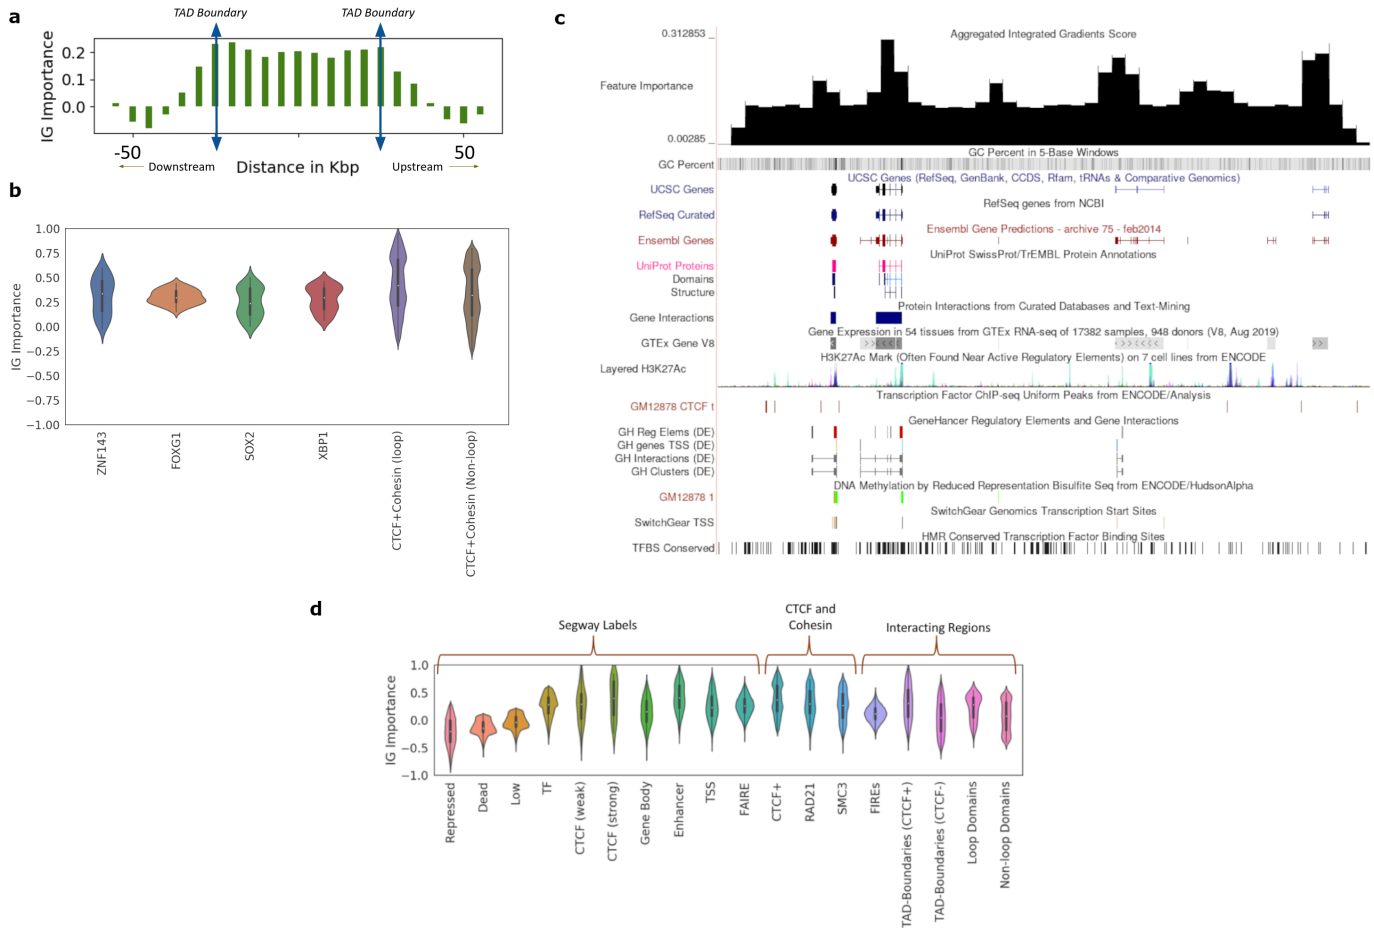 a
TAD Boundary
TAD Boundary
IG Importance
0.2
0.1
0.0
-50
50
Downstream
Distance in Kbp
Upstream
b
IG Importance
1.00
0.75
0.50
0.25
0.00
−0.25
−0.50
−0.75
−1.00
ZNF143
FOXG1
SOX2
XBP1
CTCF+Cohesin (loop)
CTCF+Cohesin (Non-loop)
c
0.312853
Aggregated Integrated Gradients Score
Feature Importance
0.00285
GC Percent in 5-Base Windows
GC Percent
UCSC Genes (RefSeq, GenBank, CCDS, Rfam, tRNAs & Comparative Genomics)
UCSC Genes
RefSeq genes from NCBI
RefSeq Curated
Ensembl Gene Predictions - archive 75 - feb2014
Ensembl Genes
UniProt SwissProt/TrEMBL Protein Annotations
UniProt Proteins
Domains
Structure
Protein Interactions from Curated Databases and Text-Mining
Gene Interactions
Gene Expression in 54 tissues from GTEx RNA-seq of 17382 samples, 948 donors (V8, Aug 2019)
GTEx Gene V8
H3K27Ac Mark (Often Found Near Active Regulatory Elements) on 7 cell lines from ENCODE
Layered H3K27Ac
Transcription Factor ChIP-seq Uniform Peaks from ENCODE/Analysis
GM12878 CTCF t
GeneHancer Regulatory Elements and Gene Interactions
GH Reg Elems (DE)
GH genes TSS (DE)
GH Interactions (DE)
GH Clusters (DE)
DNA Methylation by Reduced Representation Bisulfite Seq from ENCODE/HudsonAlpha
GM12878 1
SwitchGear Genomics Transcription Start Sites
SwitchGear TSS
HMR Conserved Transcription Factor Binding Sites
TFBS Conserved
d
Segway Labels
CTCF and
Cohesin
Interacting Regions
IG Importance
1.0
0.5
0.0
−0.5
−1.0
Repressed
Dead
Low
TF
CTCF (weak)
CTCF (strong)
Gene Body
Enhancer
TSS
FAIRE
CTCF+
RAD21
SMC3
FIREs
TAD-Boundaries (CTCF+)
TAD-Boundaries (CTCF-)
Loop Domains
Non-loop Domains